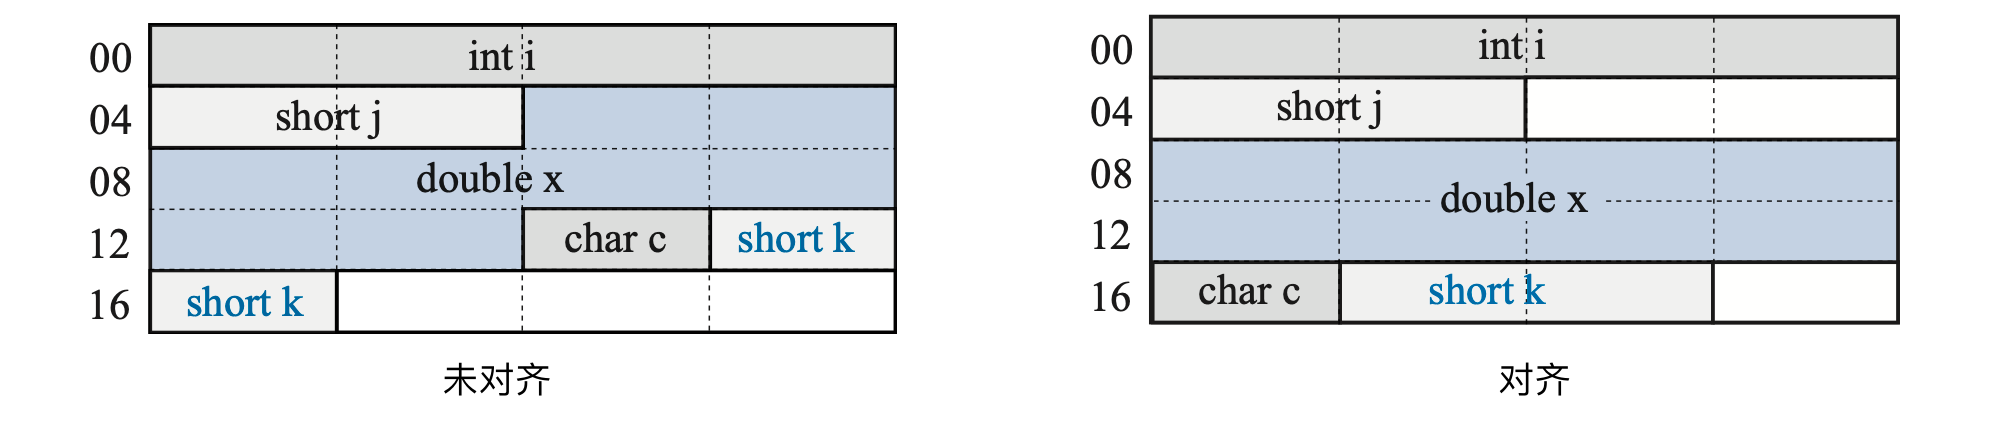 00 int i
04 short j
08 double x
12 char c short k
16 short k
未对齐
00 int i
04 short j
08 double x
12
16 char c short k
对齐